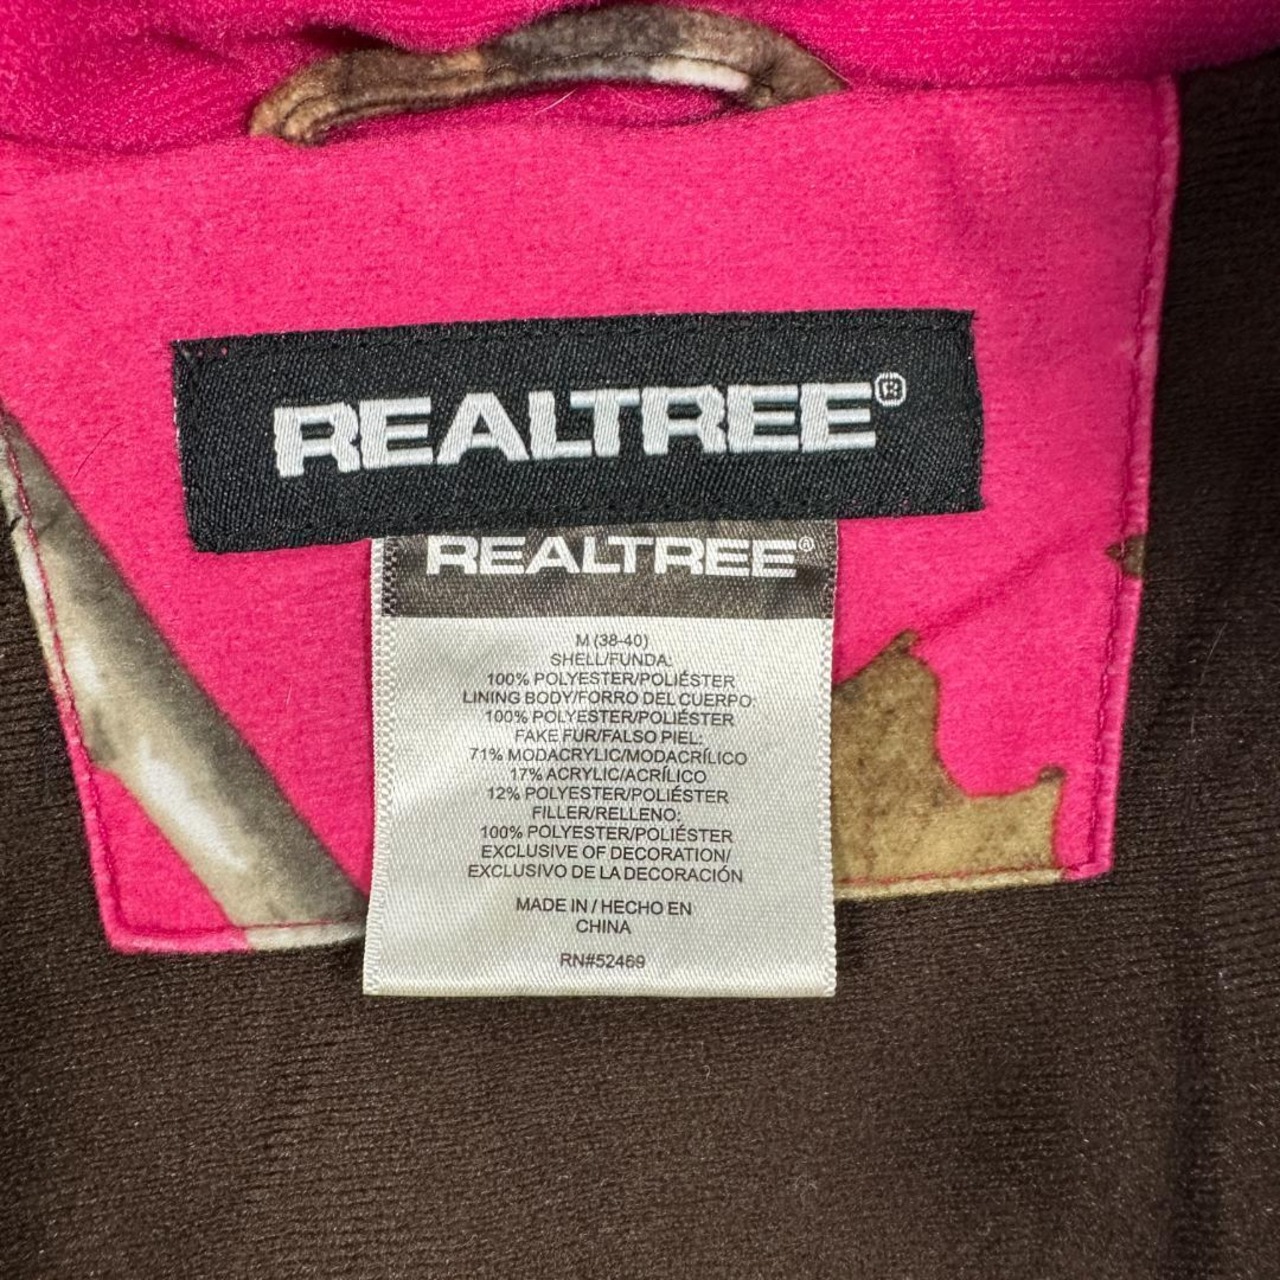 REALTREE®
REALTREE®
M (38-40)
SHELL/FUNDA:
100% POLYESTER/POLIÉSTER
LINING BODY/FORRO DEL CUERPO:
100% POLYESTER/POLIÉSTER
FAKE FUR/FALSO PIEL:
71% MODACRYLIC/MODACRÍLICO
17% ACRYLIC/ACRÍLICO
12% POLYESTER/POLIÉSTER
FILLER/RELLENO:
100% POLYESTER/POLIÉSTER
EXCLUSIVE OF DECORATION/
EXCLUSIVO DE LA DECORACIÓN
MADE IN / HECHO EN
CHINA
RN#52469